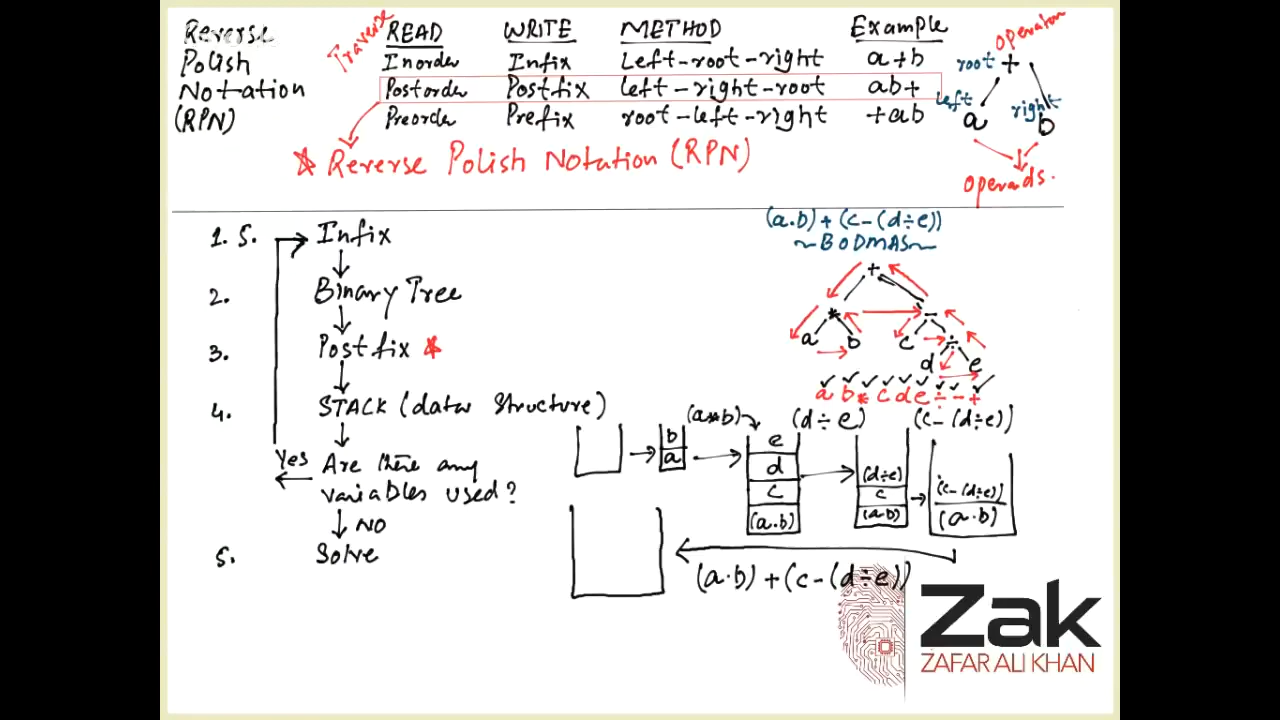 Reverse
Polish
Notation
(RPN)
Traverse
READ WRITE METHOD Example
Inorder Infix Left-root-right a+b
Postorder Postfix left-right-root ab+
Preorder Prefix root-left-right +ab
☆ Reverse Polish Notation (RPN)
operators
root +
left right
a b
Operads.
1. 5. Infix
2. Binary Tree
3. Postfix ☆
4. STACK (data structure)
Yes Are there any
variables used?
NO
5. Solve
(a.b) + (c-(d÷e))
~BODMAS~
+
* -
a b c ÷
d e
a b * c d e ÷ - +
(a*b) (d÷e) (c-(d÷e))
b
a
e
d
c
(a.b)
(d÷e)
c
(a.b)
(c-(d÷e))
(a.b)
(a.b) + (c-(d÷e))
Zak
ZAFAR ALI KHAN